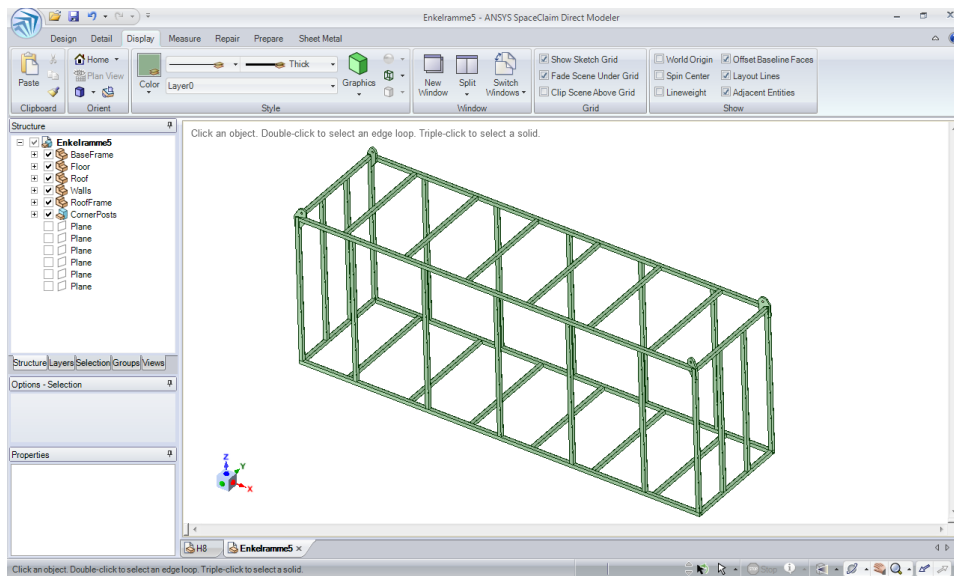 Enkelramme5 - ANSYS SpaceClaim Direct Modeler
Design Detail Display Measure Repair Prepare Sheet Metal
Paste
Clipboard
Home
Plan View
Orient
Color
Layer0
Thick
Graphics
Style
New Window
Split
Switch Windows
Window
Show Sketch Grid
Fade Scene Under Grid
Clip Scene Above Grid
Grid
World Origin
Spin Center
Lineweight
Offset Baseline Faces
Layout Lines
Adjacent Entities
Show
Structure
Enkelramme5
BaseFrame
Floor
Roof
Walls
RoofFrame
CornerPosts
Plane
Plane
Plane
Plane
Plane
Plane
Structure Layers Selection Groups Views
Options - Selection
Properties
Click an object. Double-click to select an edge loop. Triple-click to select a solid.
Z
Y
X
H8
Enkelramme5
Click an object. Double-click to select an edge loop. Triple-click to select a solid.
Stop